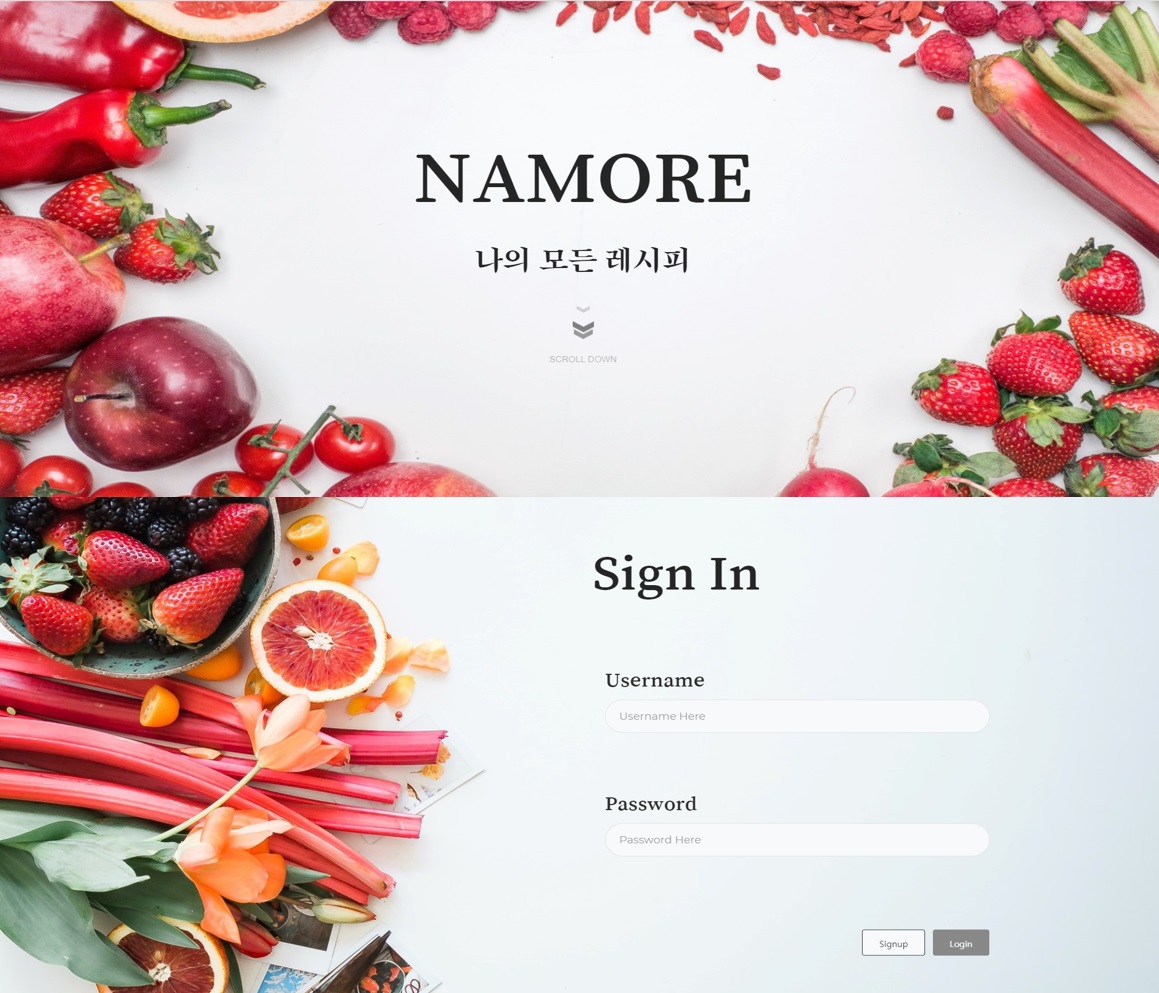 NAMORE
나의 모든 레시피
SCROLL DOWN
Sign In
Username
Username Here
Password
Password Here
Signup Login